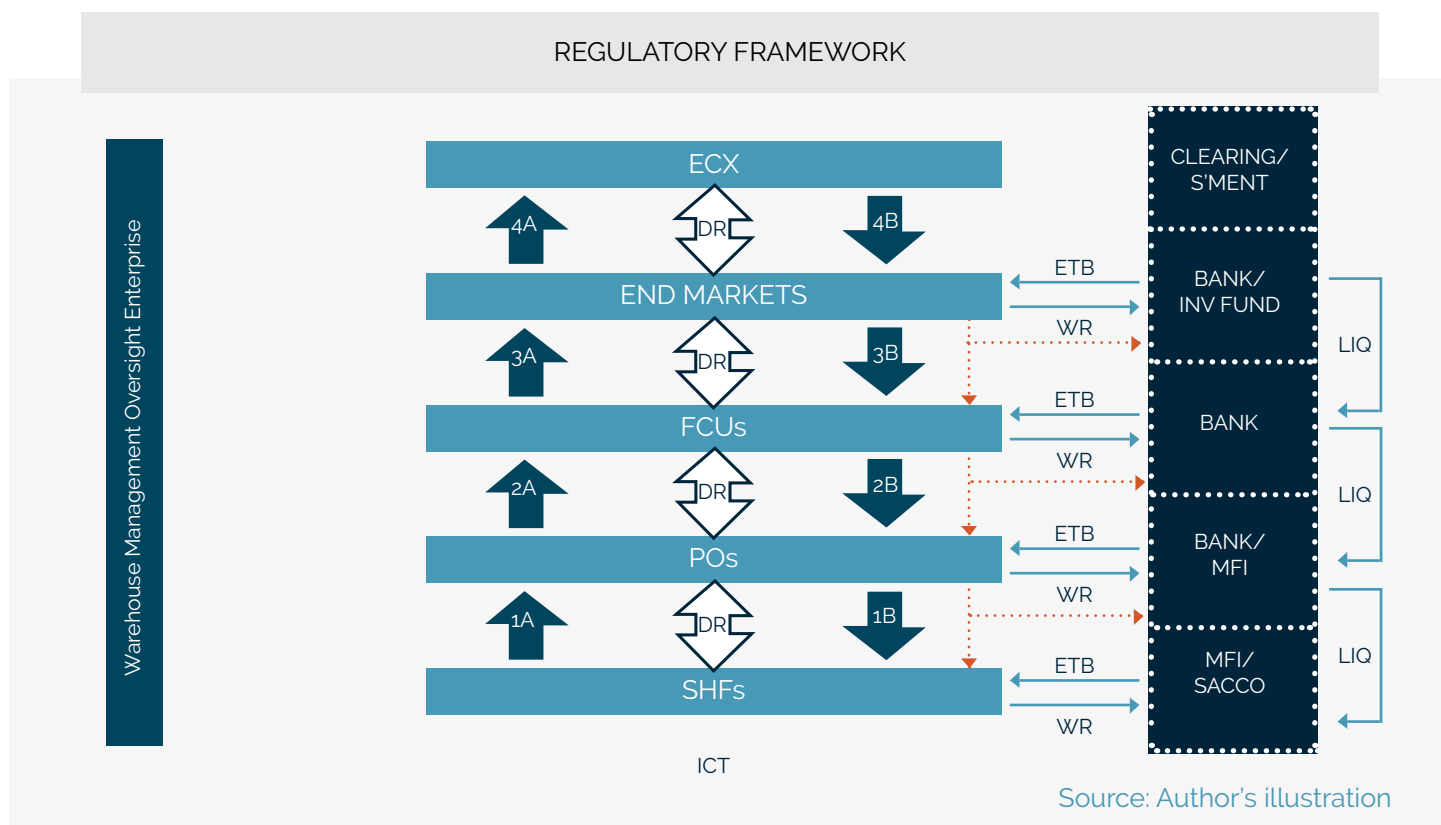 REGULATORY FRAMEWORK
Warehouse Management Oversight Enterprise
ECX
4A
DR
4B
END MARKETS
3A
DR
3B
FCUs
2A
DR
2B
POs
1A
DR
1B
SHFs
ICT
ETB
WR
ETB
WR
ETB
WR
ETB
WR
CLEARING/
S'MENT
BANK/
INV FUND
BANK
BANK/
MFI
MFI/
SACCO
LIQ
LIQ
LIQ
Source: Author's illustration